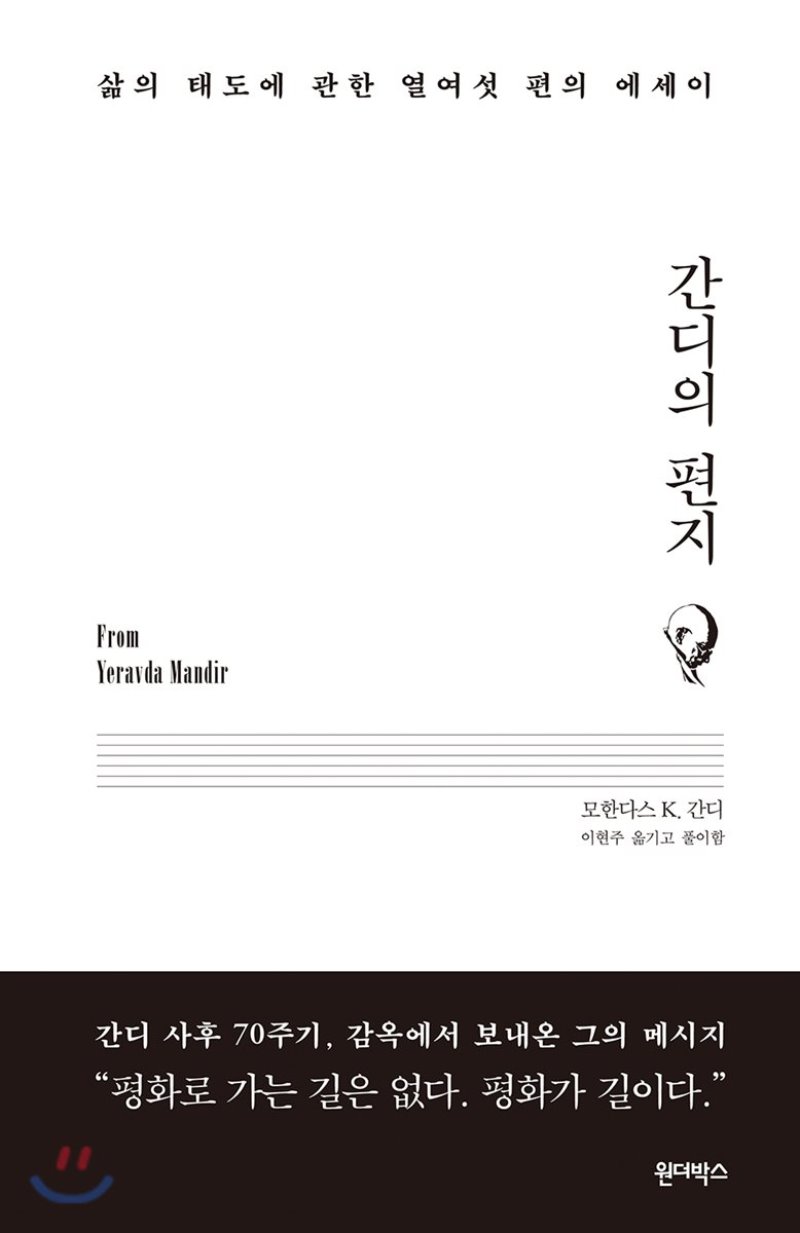 삶의 태도에 관한 열여섯 편의 에세이
간디의 편지
From
Yeravda Mandir
모한다스 K. 간디
이현주 옮기고 풀이함
간디 사후 70주기, 감옥에서 보내온 그의 메시지
“평화로 가는 길은 없다. 평화가 길이다.”
원더박스